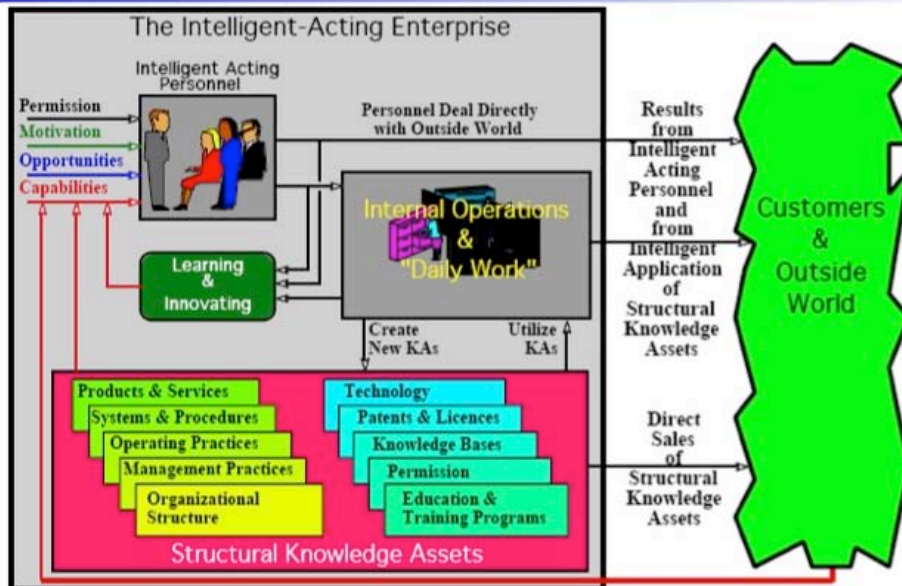 The Intelligent-Acting Enterprise
Intelligent Acting
Personnel
Permission
Motivation
Opportunities
Capabilities
Personnel Deal Directly
with Outside World
Internal Operations
&
"Daily Work"
Learning
&
Innovating
Create
New KAs
Utilize
KAs
Products & Services
Systems & Procedures
Operating Practices
Management Practices
Organizational
Structure
Technology
Patents & Licences
Knowledge Bases
Permission
Education &
Training Programs
Structural Knowledge Assets
Results
from
Intelligent
Acting
Personnel
and
from
Intelligent
Application
of
Structural
Knowledge
Assets
Direct
Sales
of
Structural
Knowledge
Assets
Customers
&
Outside
World